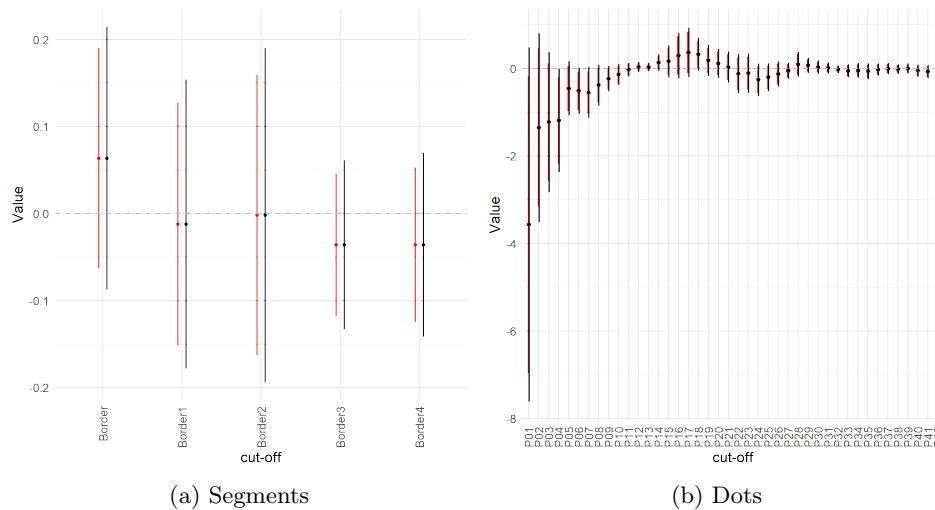 0.2
0.1
0.0
-0.1
-0.2
Value
Border
Border1
Border2
Border3
Border4
cut-off
(a) Segments
0
-2
-4
-6
-8
Value
P01
P02
P03
P04
P05
P06
P07
P08
P09
P10
P11
P12
P13
P14
P15
P16
P17
P18
P19
P20
P21
P22
P23
P24
P25
P26
P27
P28
P29
P30
P31
P32
P33
P34
P35
P36
P37
P38
P39
P40
P41
cut-off
(b) Dots